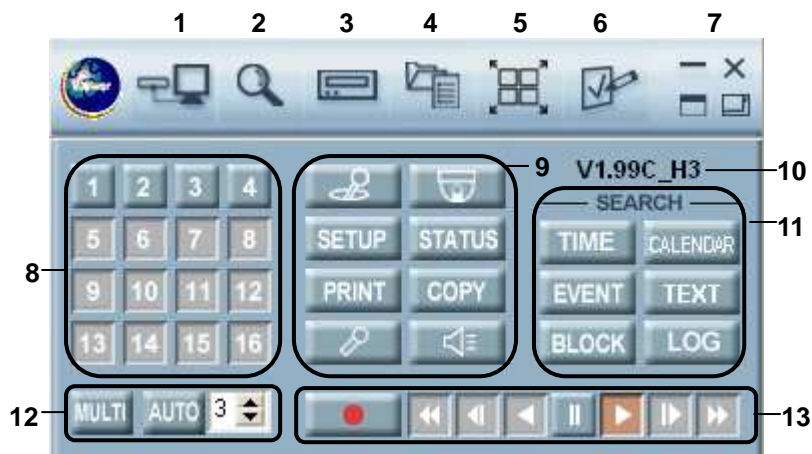 1 2 3 4 5 6 7
9 V1.99C_H3 10
1 2 3 4
SEARCH
11
5 6 7 8 SETUP STATUS TIME CALENDAR
8
9 10 11 12 PRINT COPY EVENT TEXT
13 14 15 16 BLOCK LOG
12 MULTI AUTO 3 13